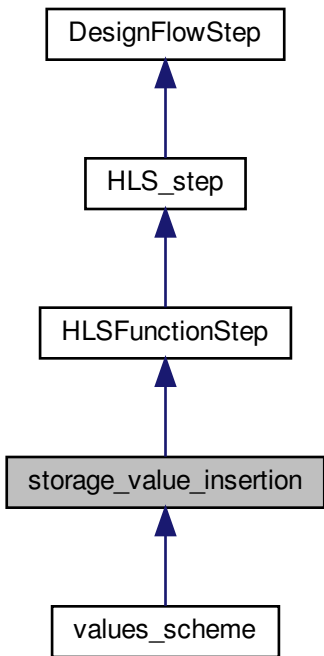 DesignFlowStep
HLS_step
HLSFunctionStep
storage_value_insertion
values_scheme